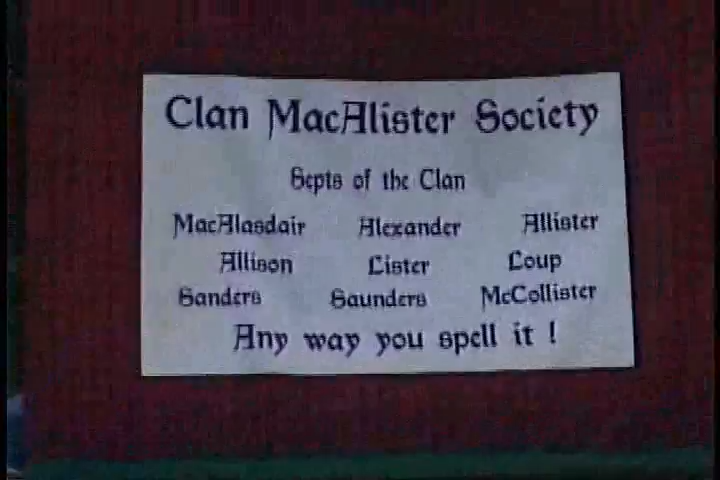 Clan MacAlister Society
Septs of the Clan
MacAlasdair Alexander Allister
Allison Lister Loup
Sanders Saunders McCollister
Any way you spell it !